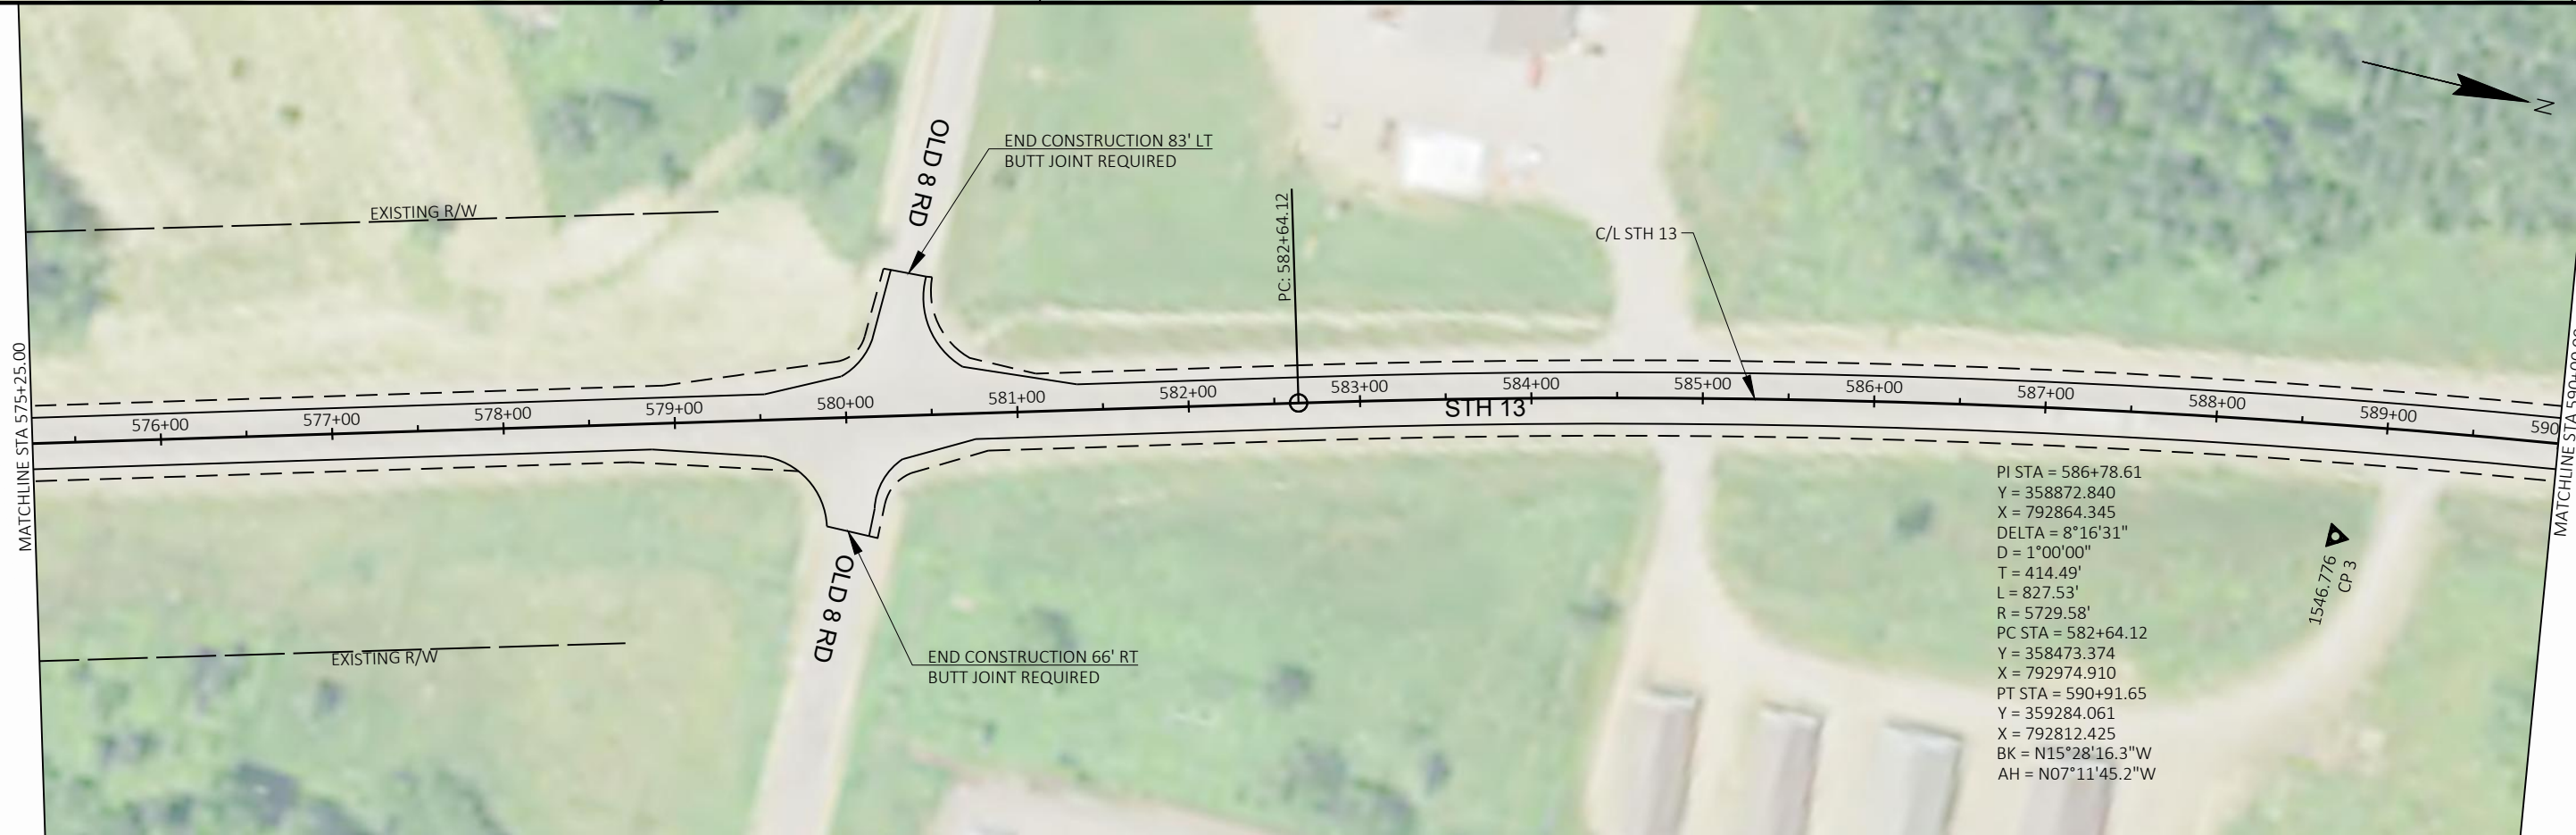 N
OLD 8 RD
END CONSTRUCTION 83' LT
BUTT JOINT REQUIRED
EXISTING R/W
PC: 582+64.12
C/L STH 13
MATCHLINE STA 575+25.00
576+00
577+00
578+00
579+00
580+00
581+00
582+00
583+00
584+00
585+00
586+00
587+00
588+00
589+00
590
STH 13
MATCHLINE STA 590+00.00
PI STA = 586+78.61
Y = 358872.840
X = 792864.345
DELTA = 8°16'31"
D = 1°00'00"
T = 414.49'
L = 827.53'
R = 5729.58'
PC STA = 582+64.12
Y = 358473.374
X = 792974.910
PT STA = 590+91.65
Y = 359284.061
X = 792812.425
BK = N15°28'16.3"W
AH = N07°11'45.2"W
1546.776
CP 3
OLD 8 RD
EXISTING R/W
END CONSTRUCTION 66' RT
BUTT JOINT REQUIRED